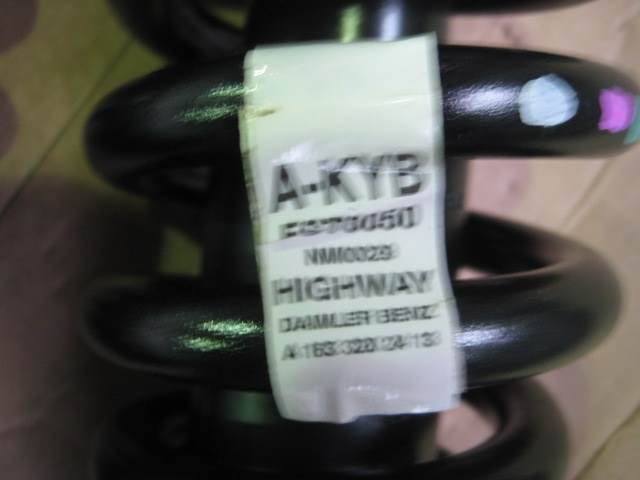 A-KYB
NM0029
HIGHWAY
DAIMLER BENZ
A 163 320 24 13